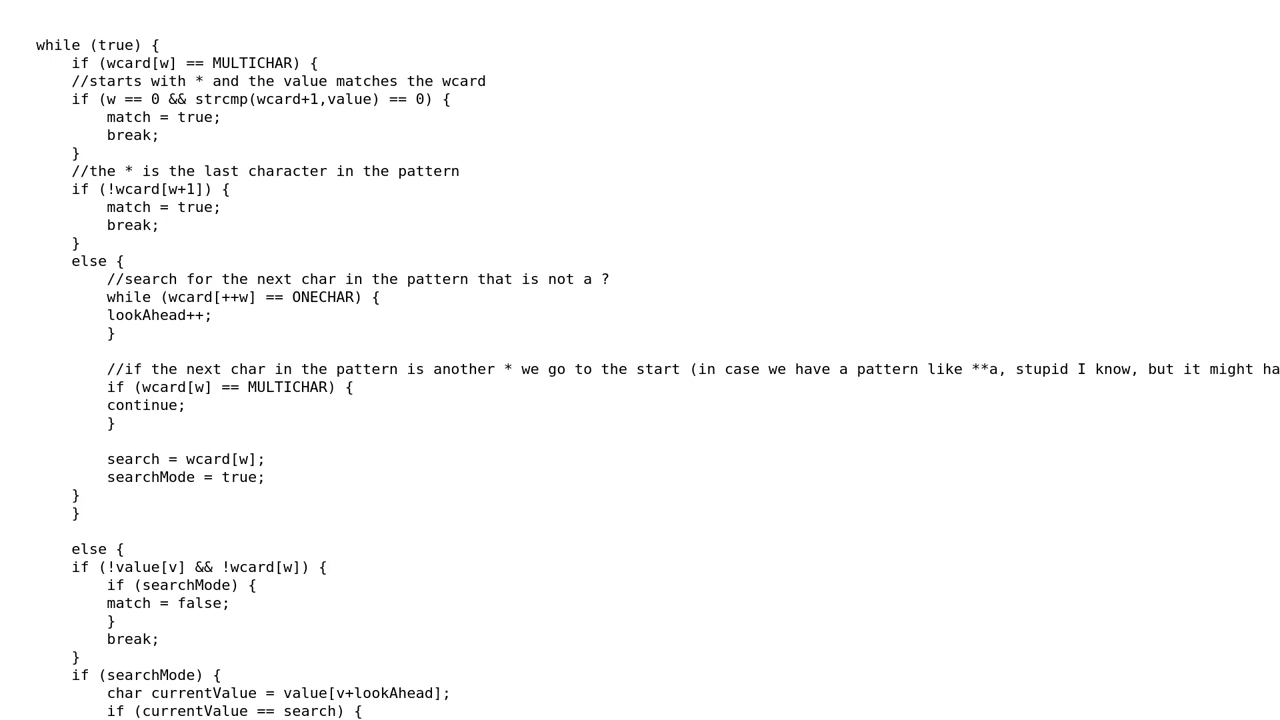 while (true) {
    if (wcard[w] == MULTICHAR) {
    //starts with * and the value matches the wcard
    if (w == 0 && strcmp(wcard+1,value) == 0) {
        match = true;
        break;
    }
    //the * is the last character in the pattern
    if (!wcard[w+1]) {
        match = true;
        break;
    }
    else {
        //search for the next char in the pattern that is not a ?
        while (wcard[++w] == ONECHAR) {
        lookAhead++;
        }

        //if the next char in the pattern is another * we go to the start (in case we have a pattern like **a, stupid I know, but it might ha
        if (wcard[w] == MULTICHAR) {
        continue;
        }

        search = wcard[w];
        searchMode = true;
    }
    }

    else {
    if (!value[v] && !wcard[w]) {
        if (searchMode) {
        match = false;
        }
        break;
    }
    if (searchMode) {
        char currentValue = value[v+lookAhead];
        if (currentValue == search) {